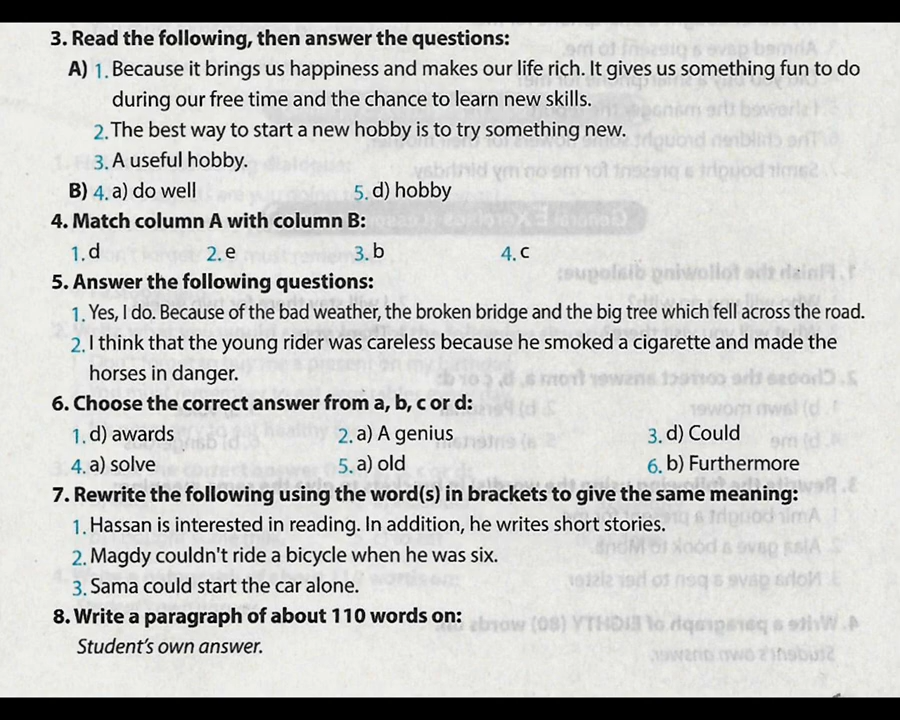 3. Read the following, then answer the questions:
A) 1. Because it brings us happiness and makes our life rich. It gives us something fun to do
during our free time and the chance to learn new skills.
2. The best way to start a new hobby is to try something new.
3. A useful hobby.
B) 4. a) do well 5. d) hobby
4. Match column A with column B:
1. d 2. e 3. b 4. c
5. Answer the following questions:
1. Yes, I do. Because of the bad weather, the broken bridge and the big tree which fell across the road.
2. I think that the young rider was careless because he smoked a cigarette and made the
horses in danger.
6. Choose the correct answer from a, b, c or d:
1. d) awards 2. a) A genius 3. d) Could
4. a) solve 5. a) old 6. b) Furthermore
7. Rewrite the following using the word(s) in brackets to give the same meaning:
1. Hassan is interested in reading. In addition, he writes short stories.
2. Magdy couldn't ride a bicycle when he was six.
3. Sama could start the car alone.
8. Write a paragraph of about 110 words on:
Student's own answer.